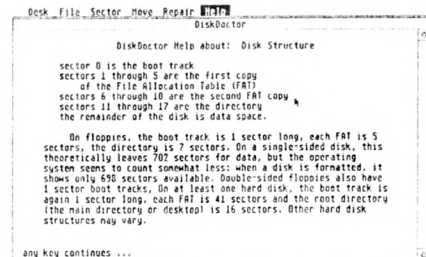 Desk File Sector Move Repair Help
DiskDoctor
DiskDoctor Help about: Disk Structure
sector 0 is the boot track
sectors 1 through 5 are the first copy
of the File Allocation Table (FAT)
sectors 6 through 10 are the second FAT copy
sectors 11 through 17 are the directory
the remainder of the disk is data space.
On floppies, the boot track is 1 sector long, each FAT is 5
sectors, the directory is 7 sectors. On a single-sided disk, this
theoretically leaves 702 sectors for data, but the operating
system seems to count somewhat less: when a disk is formatted, it
shows only 698 sectors available. Double-sided floppies also have
1 sector boot tracks, On at least one hard disk, the boot track is
again 1 sector long, each FAT is 41 sectors and the root directory
(the main directory or desktop) is 16 sectors. Other hard disk
structures may vary.
any key continues ...